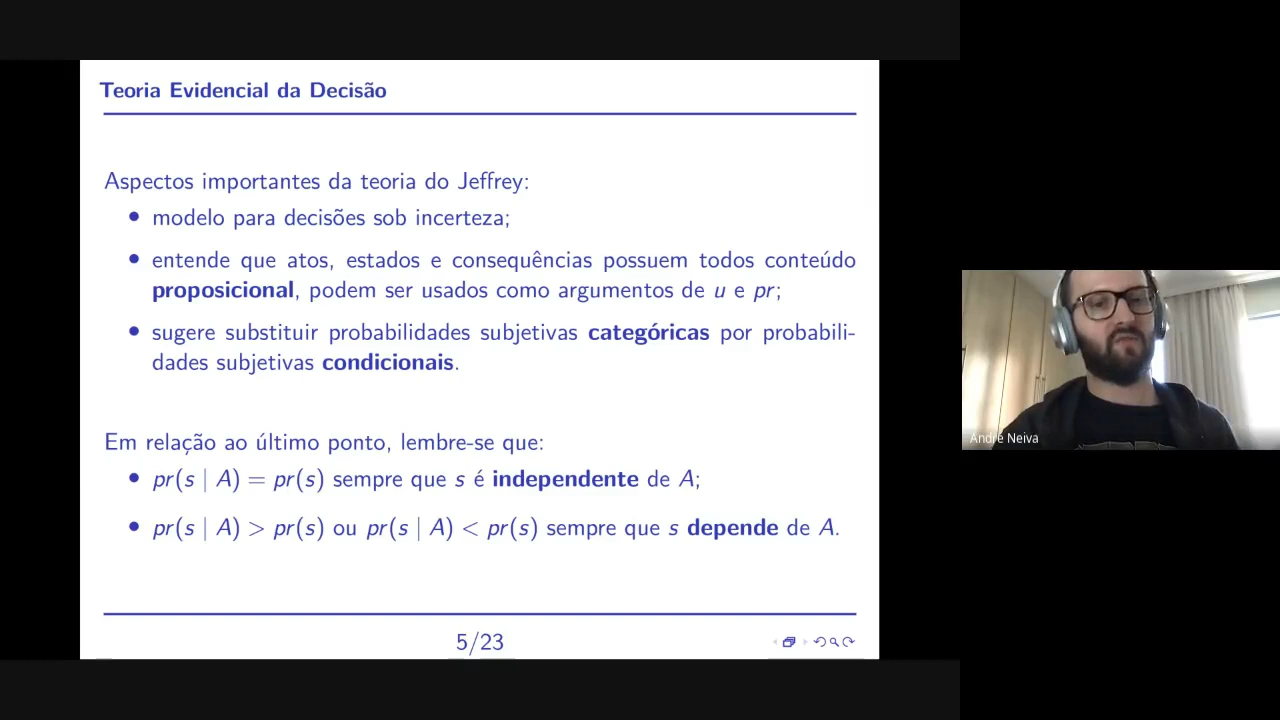 Teoria Evidencial da Decisão
Aspectos importantes da teoria do Jeffrey:
• modelo para decisões sob incerteza;
• entende que atos, estados e consequências possuem todos conteúdo
proposicional, podem ser usados como argumentos de u e pr;
• sugere substituir probabilidades subjetivas categóricas por probabili-
dades subjetivas condicionais.
Em relação ao último ponto, lembre-se que:
• pr(s | A) = pr(s) sempre que s é independente de A;
• pr(s | A) > pr(s) ou pr(s | A) < pr(s) sempre que s depende de A.
5/23
André Neiva